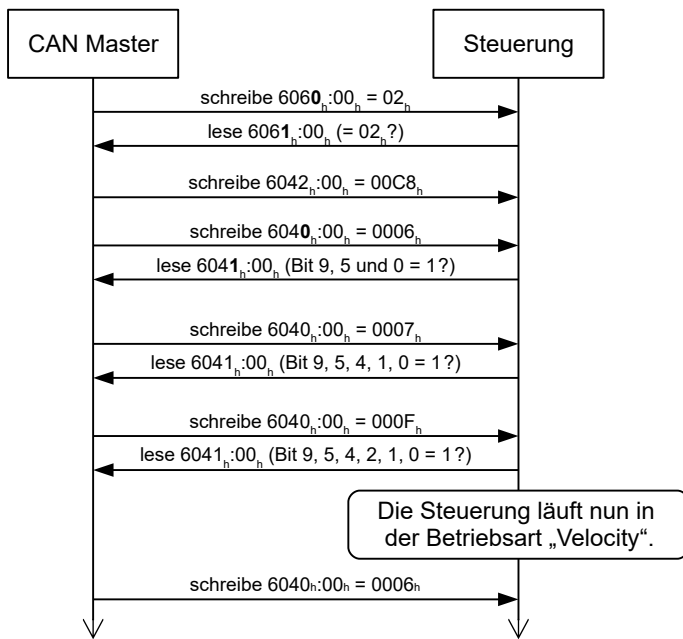 CAN Master
Steuerung
schreibe 6060h:00h = 02h
lese 6061h:00h (= 02h?)
schreibe 6042h:00h = 00C8h
schreibe 6040h:00h = 0006h
lese 6041h:00h (Bit 9, 5 und 0 = 1?)
schreibe 6040h:00h = 0007h
lese 6041h:00h (Bit 9, 5, 4, 1, 0 = 1?)
schreibe 6040h:00h = 000Fh
lese 6041h:00h (Bit 9, 5, 4, 2, 1, 0 = 1?)
Die Steuerung läuft nun in
der Betriebsart „Velocity“.
schreibe 6040h:00h = 0006h